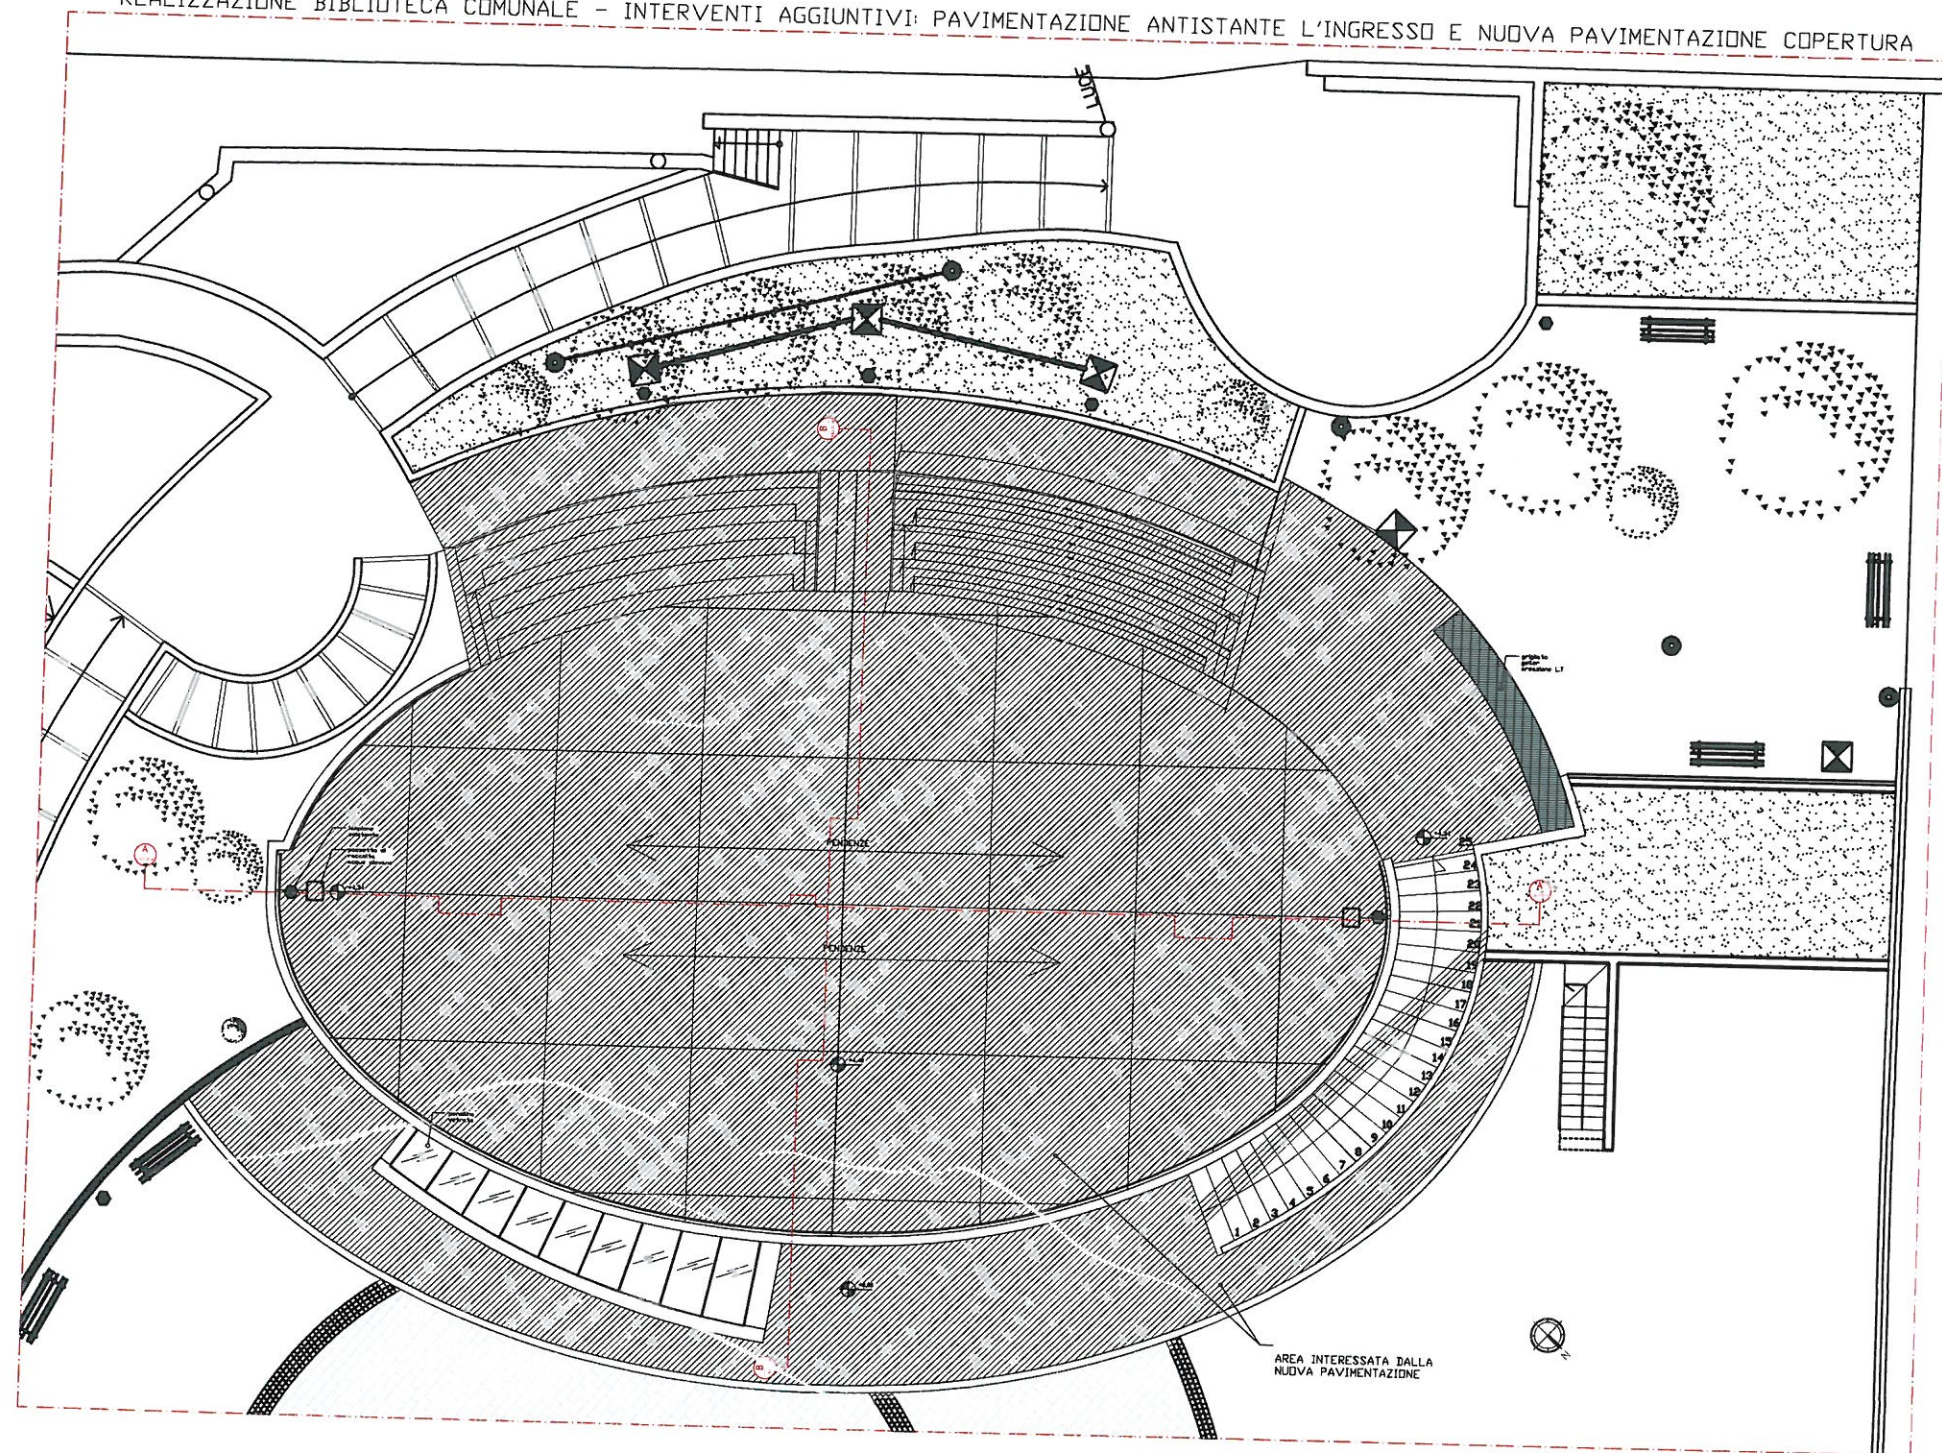 REALIZZAZIONE BIBLIOTECA COMUNALE - INTERVENTI AGGIUNTIVI: PAVIMENTAZIONE ANTISTANTE L'INGRESSO E NUOVA PAVIMENTAZIONE COPERTURA
LUCE
B
A
PENDENZE
A
PENDENZE
25
24
23
22
21
20
19
18
17
16
15
14
13
12
11
10
9
8
7
6
5
4
3
2
1
B
N
AREA INTERESSATA DALLA
NUOVA PAVIMENTAZIONE